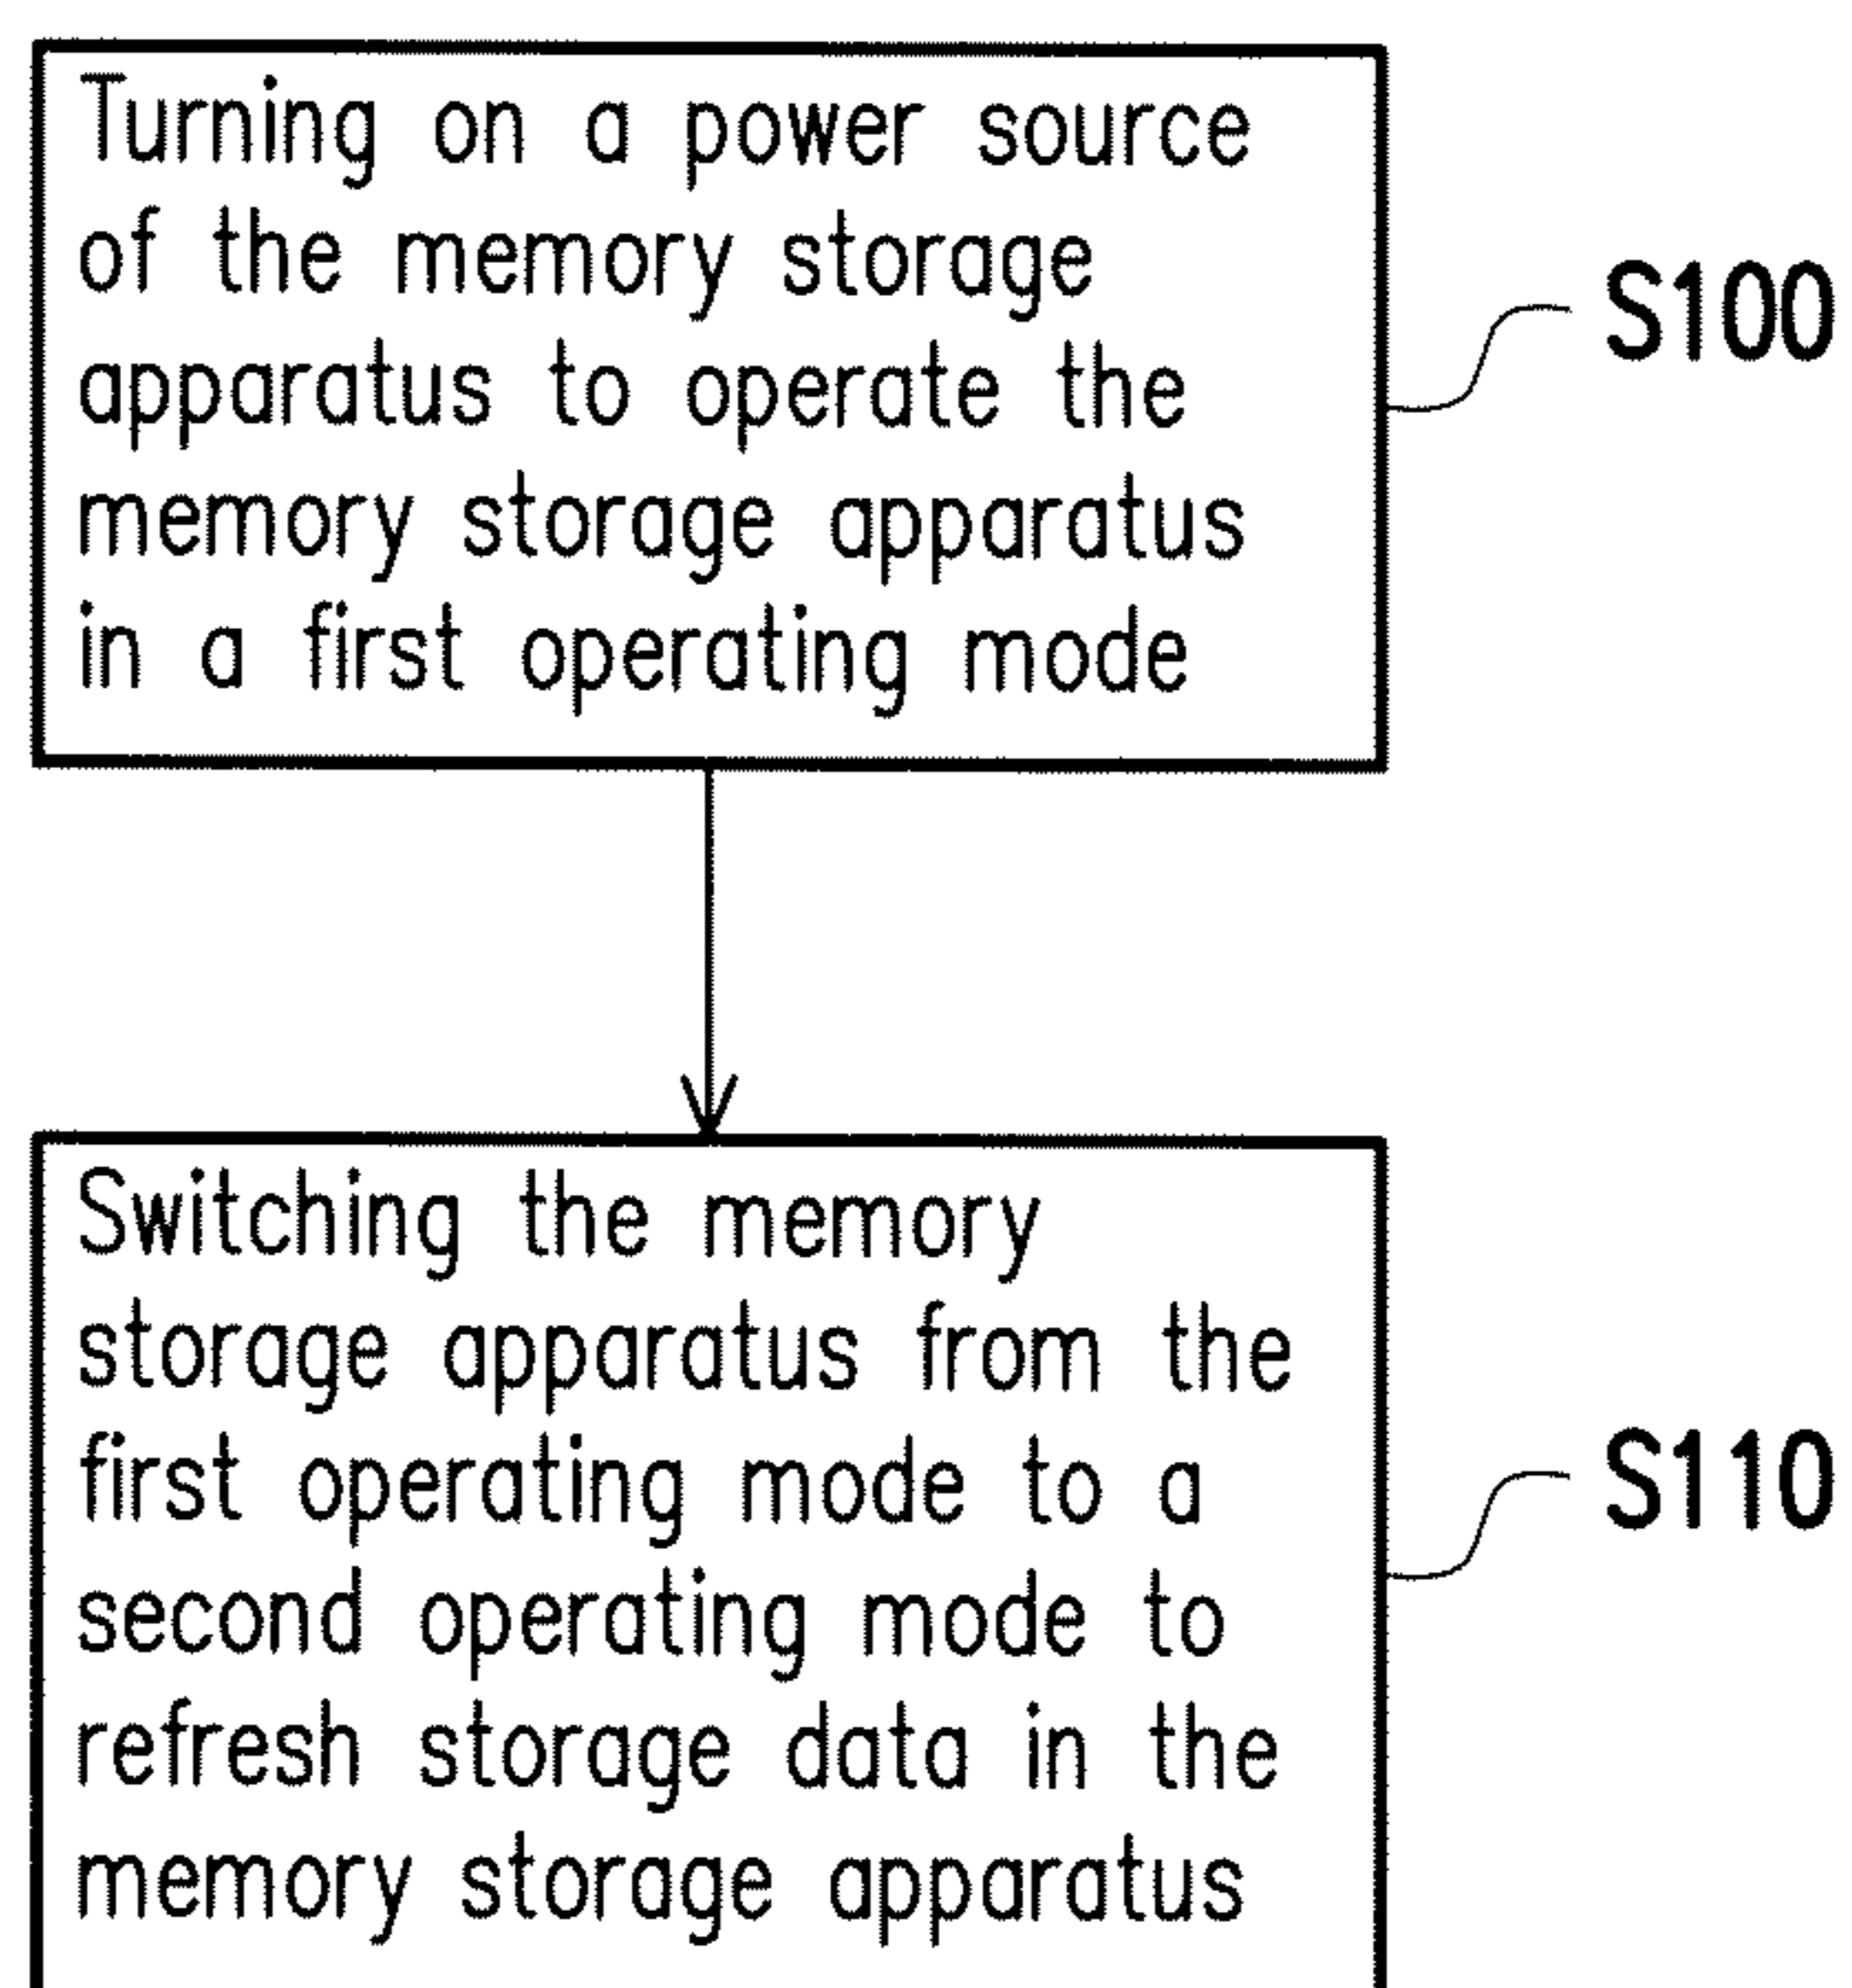 Turning on a power source
of the memory storage
apparatus to operate the
memory storage apparatus
in a first operating mode
S100
Switching the memory
storage apparatus from the
first operating mode to a
second operating mode to
refresh storage data in the
memory storage apparatus
S110